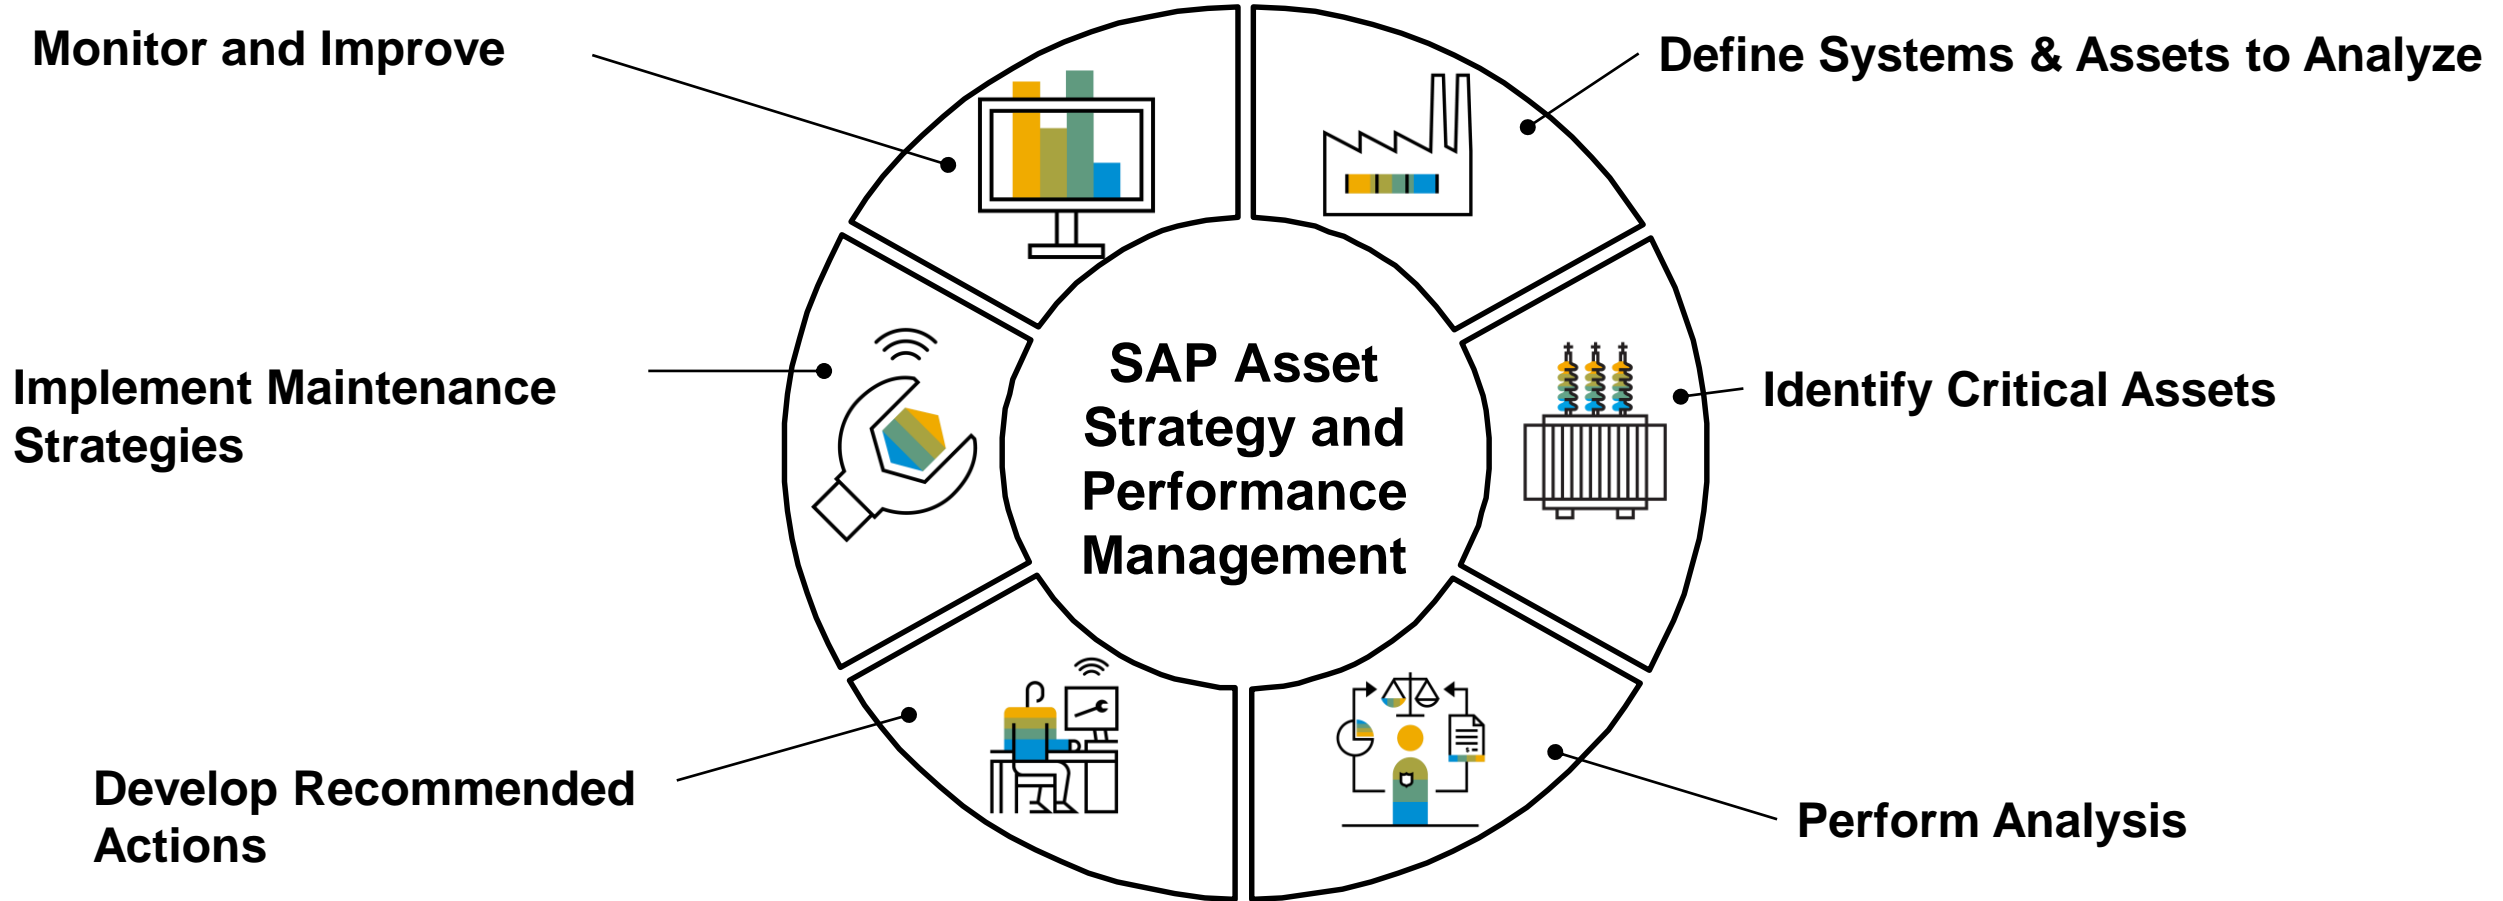 Monitor and Improve
Define Systems & Assets to Analyze
SAP Asset
Strategy and
Performance
Management
Implement Maintenance
Strategies
Identify Critical Assets
Develop Recommended
Actions
Perform Analysis